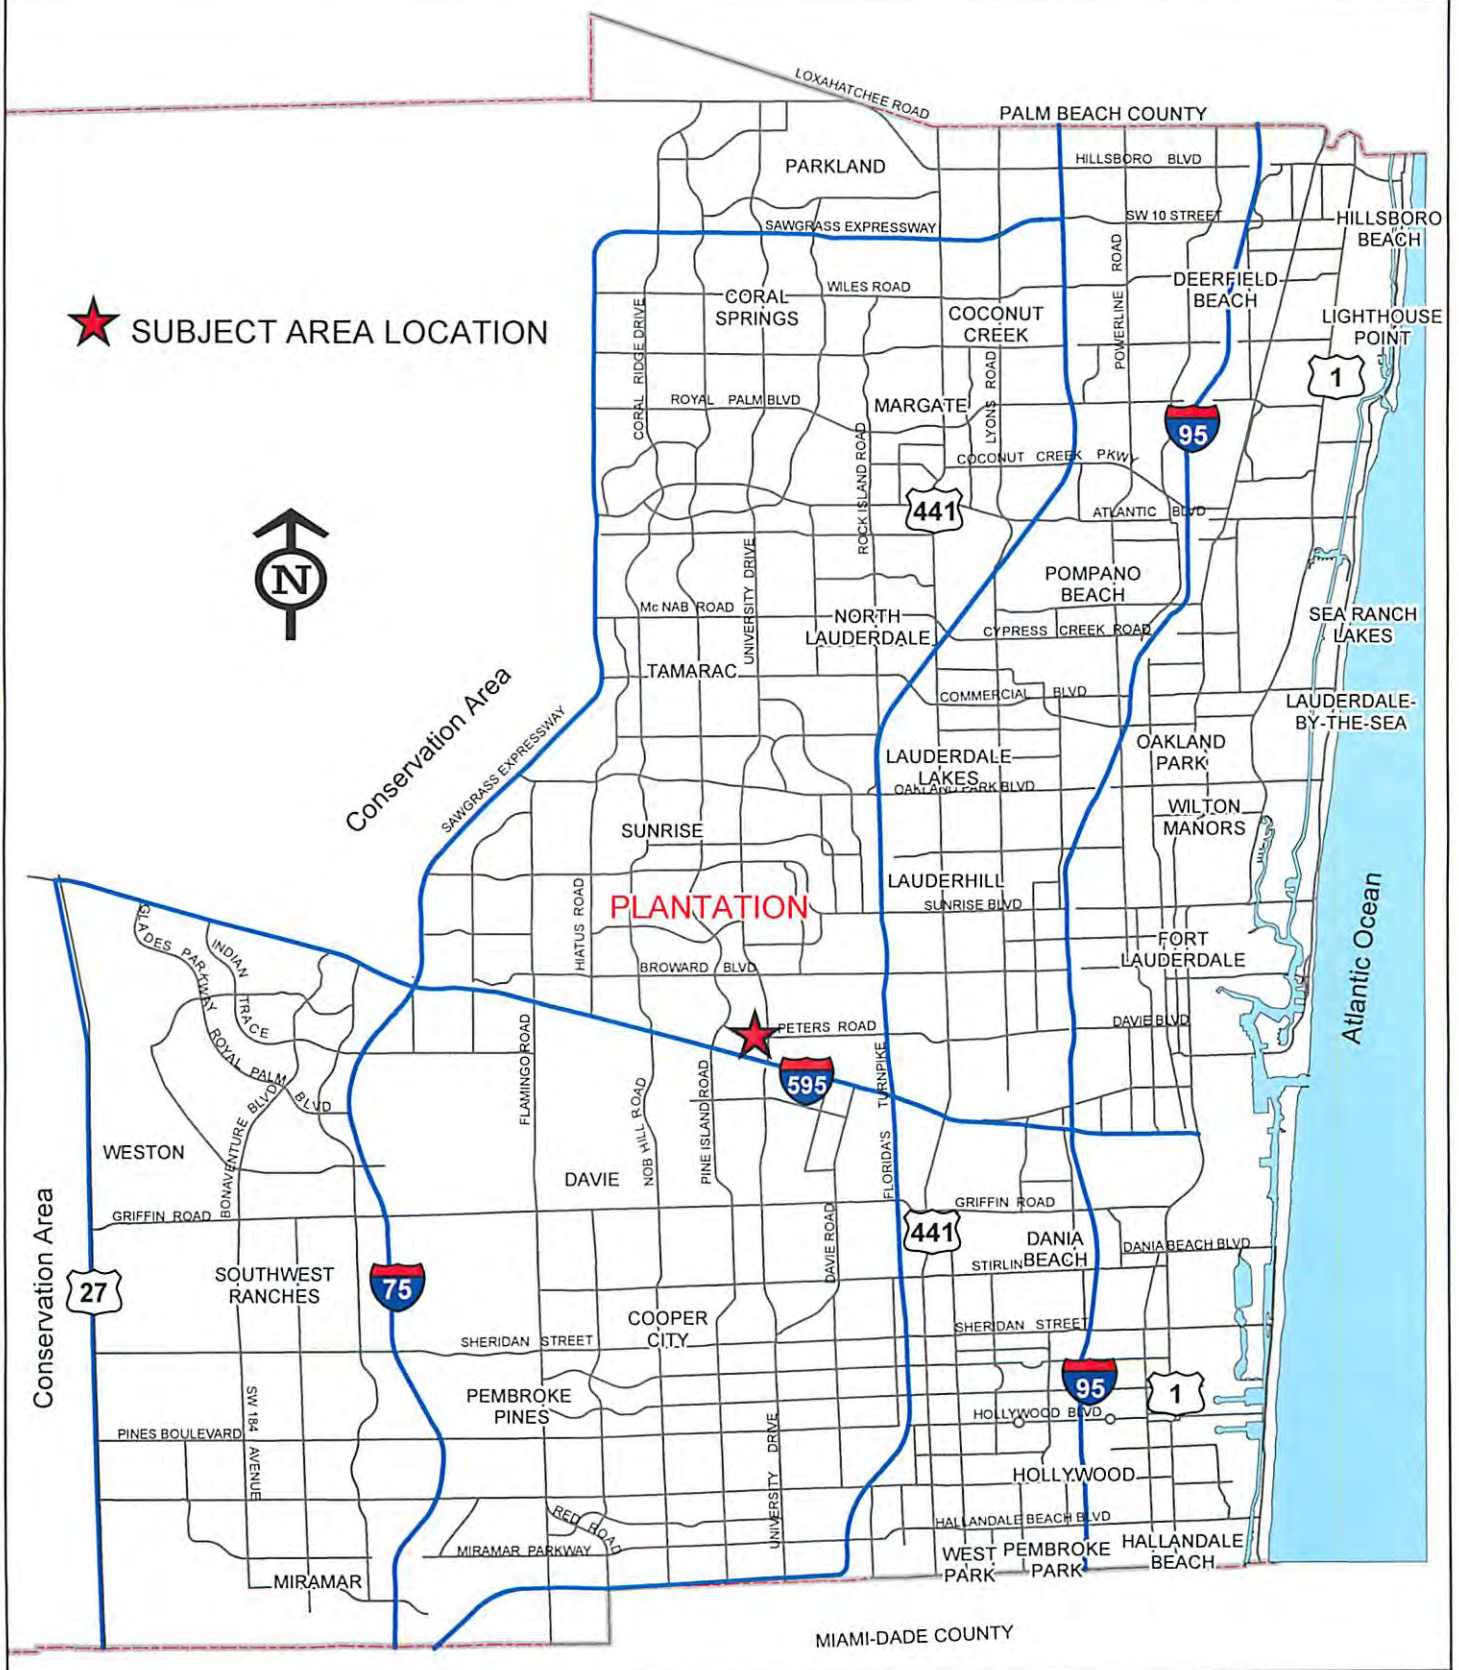 LOXAHATCHEE ROAD
PALM BEACH COUNTY
HILLSBORO BLVD
PARKLAND
SW 10 STREET
HILLSBORO
BEACH
SAWGRASS EXPRESSWAY
POWERLINE ROAD
DEERFIELD
BEACH
WILES ROAD
CORAL
SPRINGS
COCONUT
CREEK
LIGHTHOUSE
POINT
SUBJECT AREA LOCATION
CORAL RIDGE DRIVE
LYONS ROAD
1
ROYAL PALM BLVD
MARGATE
95
ROCK ISLAND ROAD
COCONUT CREEK PKWY
441
ATLANTIC BLVD
N
UNIVERSITY DRIVE
POMPANO
BEACH
Mc NAB ROAD
NORTH
LAUDERDALE
CYPRESS CREEK ROAD
SEA RANCH
LAKES
TAMARAC
COMMERCIAL BLVD
LAUDERDALE-
BY-THE-SEA
Conservation Area
SAWGRASS EXPRESSWAY
OAKLAND
PARK
LAUDERDALE
LAKES
OAKLAND PARK BLVD
SUNRISE
WILTON
MANORS
HIATUS ROAD
LAUDERHILL
PLANTATION
SUNRISE BLVD
Atlantic Ocean
GLADES PARKWAY
INDIAN TRACE
FORT
LAUDERDALE
BROWARD BLVD
PETERS ROAD
DAVIE BLVD
FLAMINGO ROAD
ROYAL PALM BLVD
595
FLORIDA'S TURNPIKE
NOB HILL ROAD
PINE ISLAND ROAD
BONAVENTURE BLVD
WESTON
DAVIE
Conservation Area
GRIFFIN ROAD
GRIFFIN ROAD
DAVIE ROAD
441
DANIA
BEACH
DANIA BEACH BLVD
STIRLIN
27
SOUTHWEST
RANCHES
75
COOPER
CITY
SHERIDAN STREET
SHERIDAN STREET
95
1
SW 184 AVENUE
PEMBROKE
PINES
HOLLYWOOD BLVD
PINES BOULEVARD
UNIVERSITY DRIVE
HOLLYWOOD
RED ROAD
HALLANDALE BEACH BLVD
MIRAMAR PARKWAY
WEST
PARK
PEMBROKE
PARK
HALLANDALE
BEACH
MIRAMAR
MIAMI-DADE COUNTY